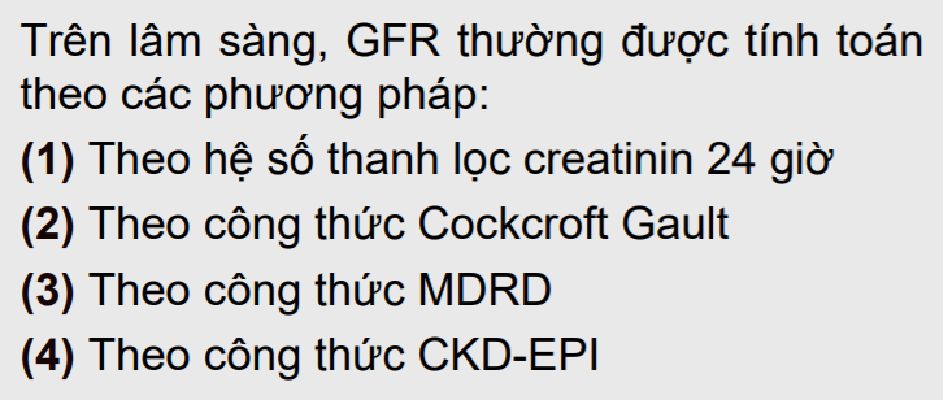 Trên lâm sàng, GFR thường được tính toán
theo các phương pháp:
(1) Theo hệ số thanh lọc creatinin 24 giờ
(2) Theo công thức Cockcroft Gault
(3) Theo công thức MDRD
(4) Theo công thức CKD-EPI